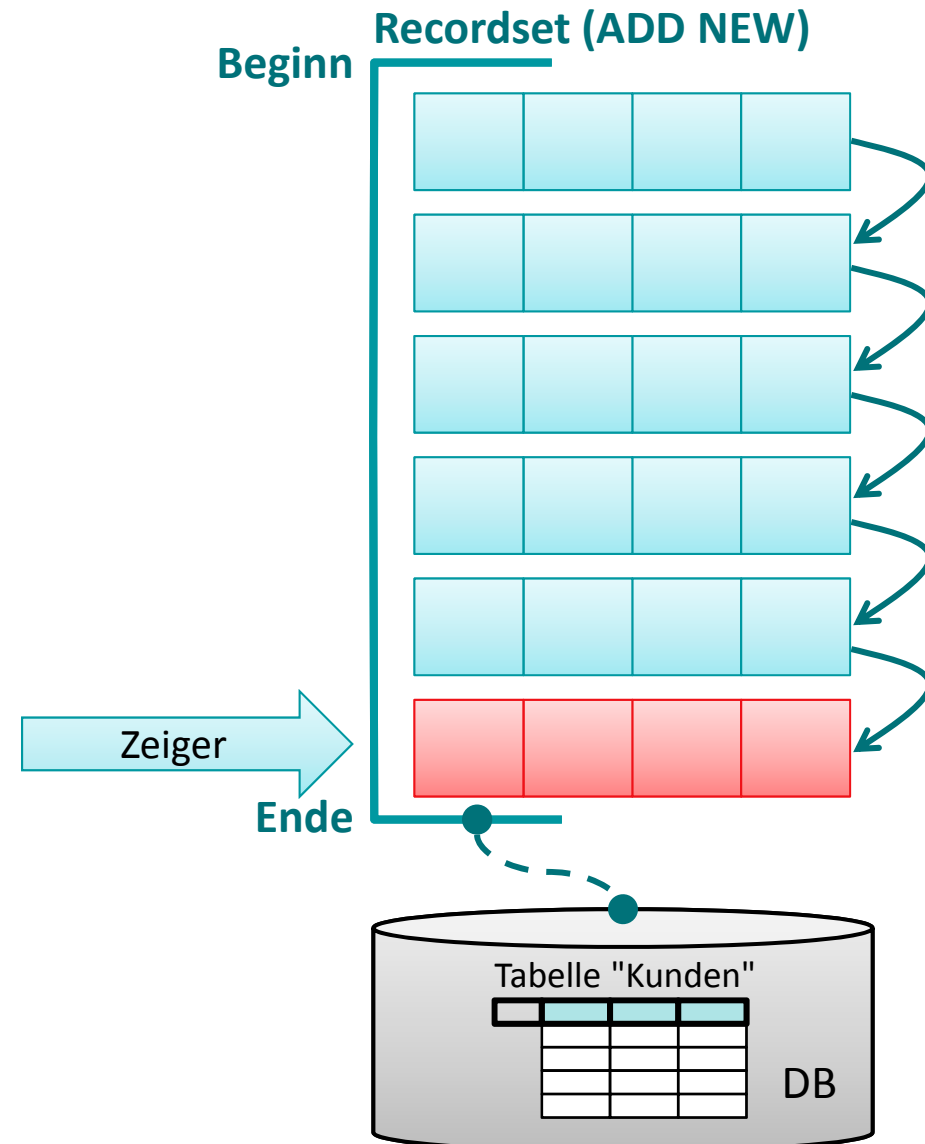 Recordset (ADD NEW)
Beginn
Zeiger
Ende
Tabelle "Kunden"
DB